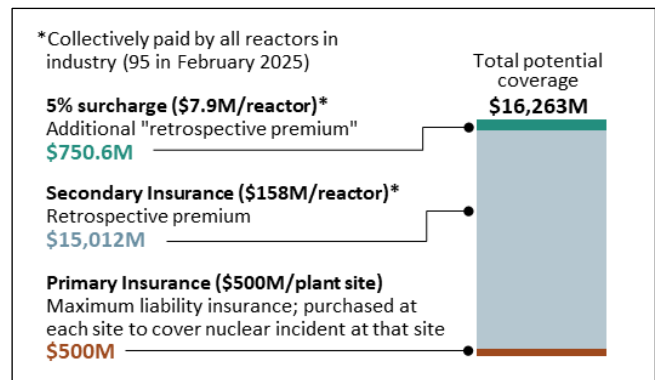 *Collectively paid by all reactors in
industry (95 in February 2025)
Total potential
coverage
$16,263M
5% surcharge ($7.9M/reactor)*
Additional "retrospective premium"
$750.6M
Secondary Insurance ($158M/reactor)*
Retrospective premium
$15,012M
Primary Insurance ($500M/plant site)
Maximum liability insurance; purchased at
each site to cover nuclear incident at that site
$500M